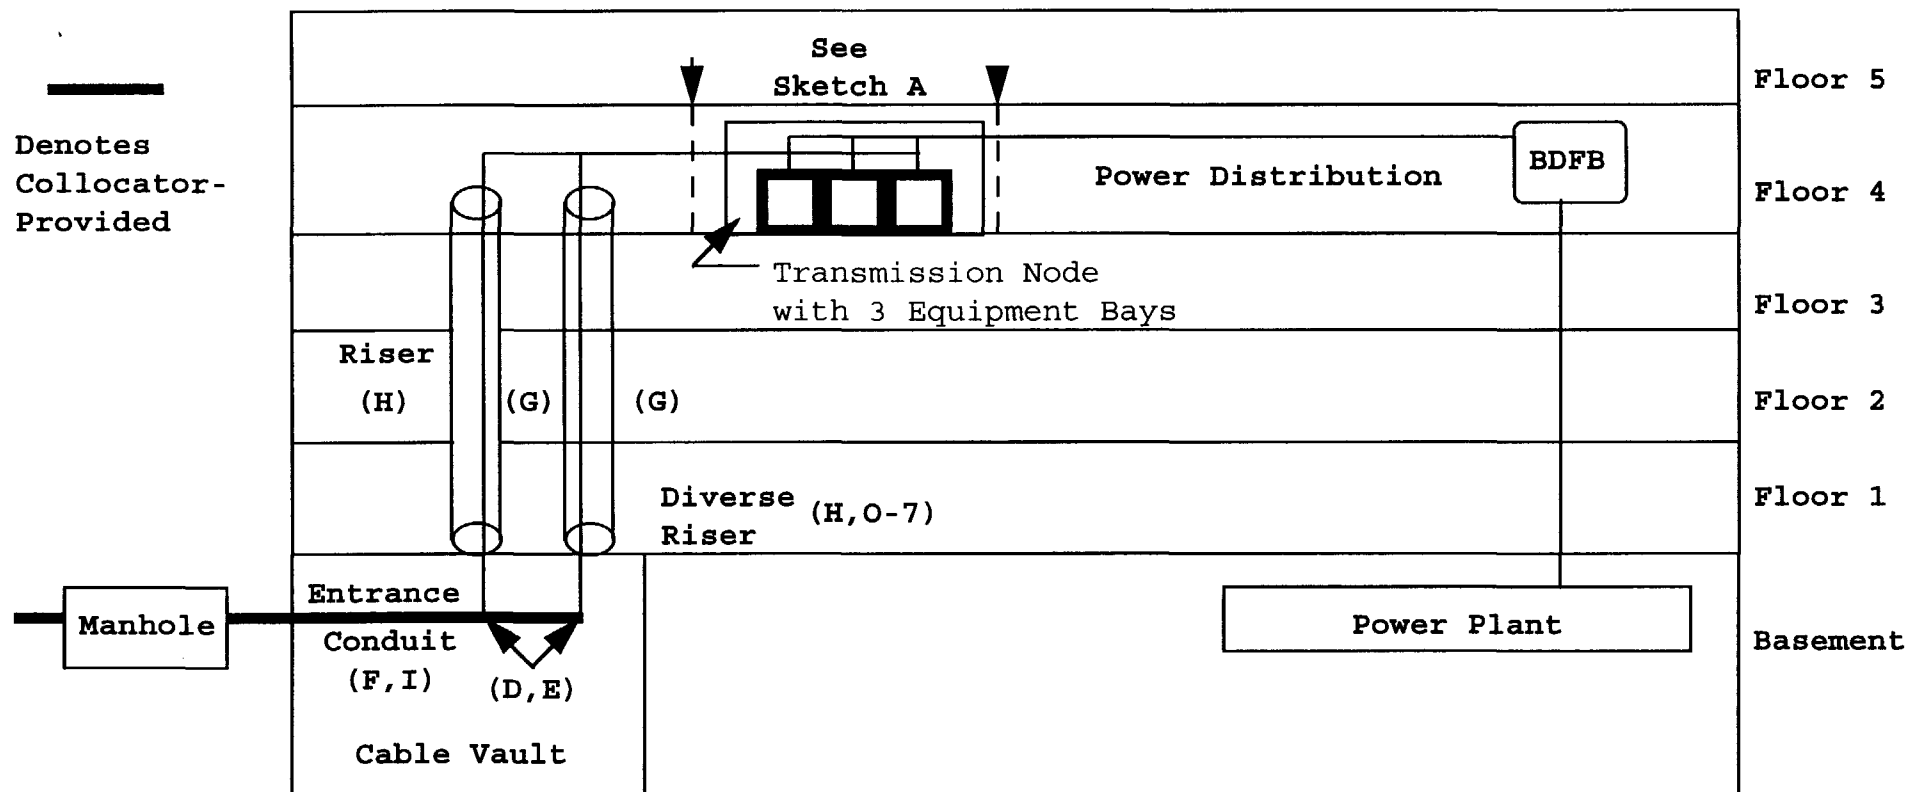 See
Sketch A
Floor 5
Denotes
Collocator-
Provided
BDFB
Power Distribution
Floor 4
Transmission Node
with 3 Equipment Bays
Floor 3
Riser
(H)
(G)
(G)
Floor 2
Diverse
Riser
(H,O-7)
Floor 1
Manhole
Entrance
Conduit
(F,I)
(D,E)
Cable Vault
Power Plant
Basement